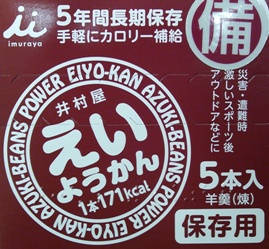 imuraya
5年間長期保存
手軽にカロリー補給
備
災害・遭難時
激しいスポーツ後
アウトドアなどに
AZUKI-BEANS POWER EIYO-KAN AZUKI-BEANS POWER EIYO-KAN
井村屋
えい
ようかん
1本171kcal
5本入
羊羹(煉)
保存用